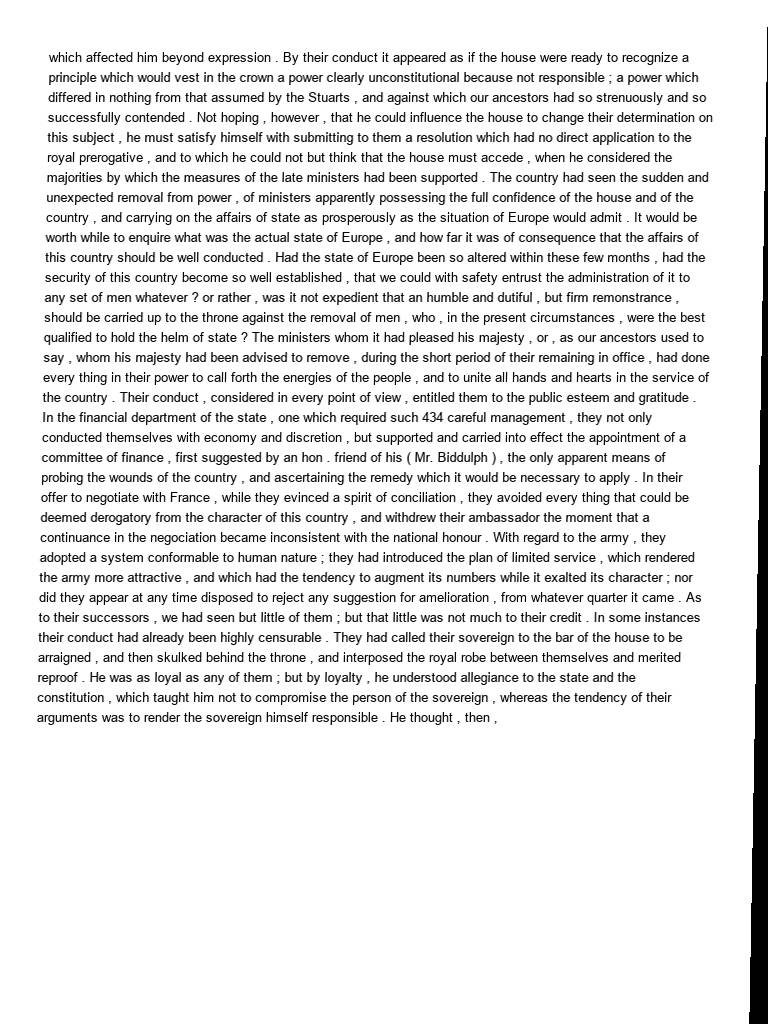 which affected him beyond expression . By their conduct it appeared as if the house were ready to recognize a
principle which would vest in the crown a power clearly unconstitutional because not responsible ; a power which
differed in nothing from that assumed by the Stuarts , and against which our ancestors had so strenuously and so
successfully contended . Not hoping , however , that he could influence the house to change their determination on
this subject , he must satisfy himself with submitting to them a resolution which had no direct application to the
royal prerogative , and to which he could not but think that the house must accede , when he considered the
majorities by which the measures of the late ministers had been supported . The country had seen the sudden and
unexpected removal from power , of ministers apparently possessing the full confidence of the house and of the
country , and carrying on the affairs of state as prosperously as the situation of Europe would admit . It would be
worth while to enquire what was the actual state of Europe , and how far it was of consequence that the affairs of
this country should be well conducted . Had the state of Europe been so altered within these few months , had the
security of this country become so well established , that we could with safety entrust the administration of it to
any set of men whatever ? or rather , was it not expedient that an humble and dutiful , but firm remonstrance ,
should be carried up to the throne against the removal of men , who , in the present circumstances , were the best
qualified to hold the helm of state ? The ministers whom it had pleased his majesty , or , as our ancestors used to
say , whom his majesty had been advised to remove , during the short period of their remaining in office , had done
every thing in their power to call forth the energies of the people , and to unite all hands and hearts in the service of
the country . Their conduct , considered in every point of view , entitled them to the public esteem and gratitude .
In the financial department of the state , one which required such 434 careful management , they not only
conducted themselves with economy and discretion , but supported and carried into effect the appointment of a
committee of finance , first suggested by an hon . friend of his ( Mr. Biddulph ) , the only apparent means of
probing the wounds of the country , and ascertaining the remedy which it would be necessary to apply . In their
offer to negotiate with France , while they evinced a spirit of conciliation , they avoided every thing that could be
deemed derogatory from the character of this country , and withdrew their ambassador the moment that a
continuance in the negociation became inconsistent with the national honour . With regard to the army , they
adopted a system conformable to human nature ; they had introduced the plan of limited service , which rendered
the army more attractive , and which had the tendency to augment its numbers while it exalted its character ; nor
did they appear at any time disposed to reject any suggestion for amelioration , from whatever quarter it came . As
to their successors , we had seen but little of them ; but that little was not much to their credit . In some instances
their conduct had already been highly censurable . They had called their sovereign to the bar of the house to be
arraigned , and then skulked behind the throne , and interposed the royal robe between themselves and merited
reproof . He was as loyal as any of them ; but by loyalty , he understood allegiance to the state and the
constitution , which taught him not to compromise the person of the sovereign , whereas the tendency of their
arguments was to render the sovereign himself responsible . He thought , then ,